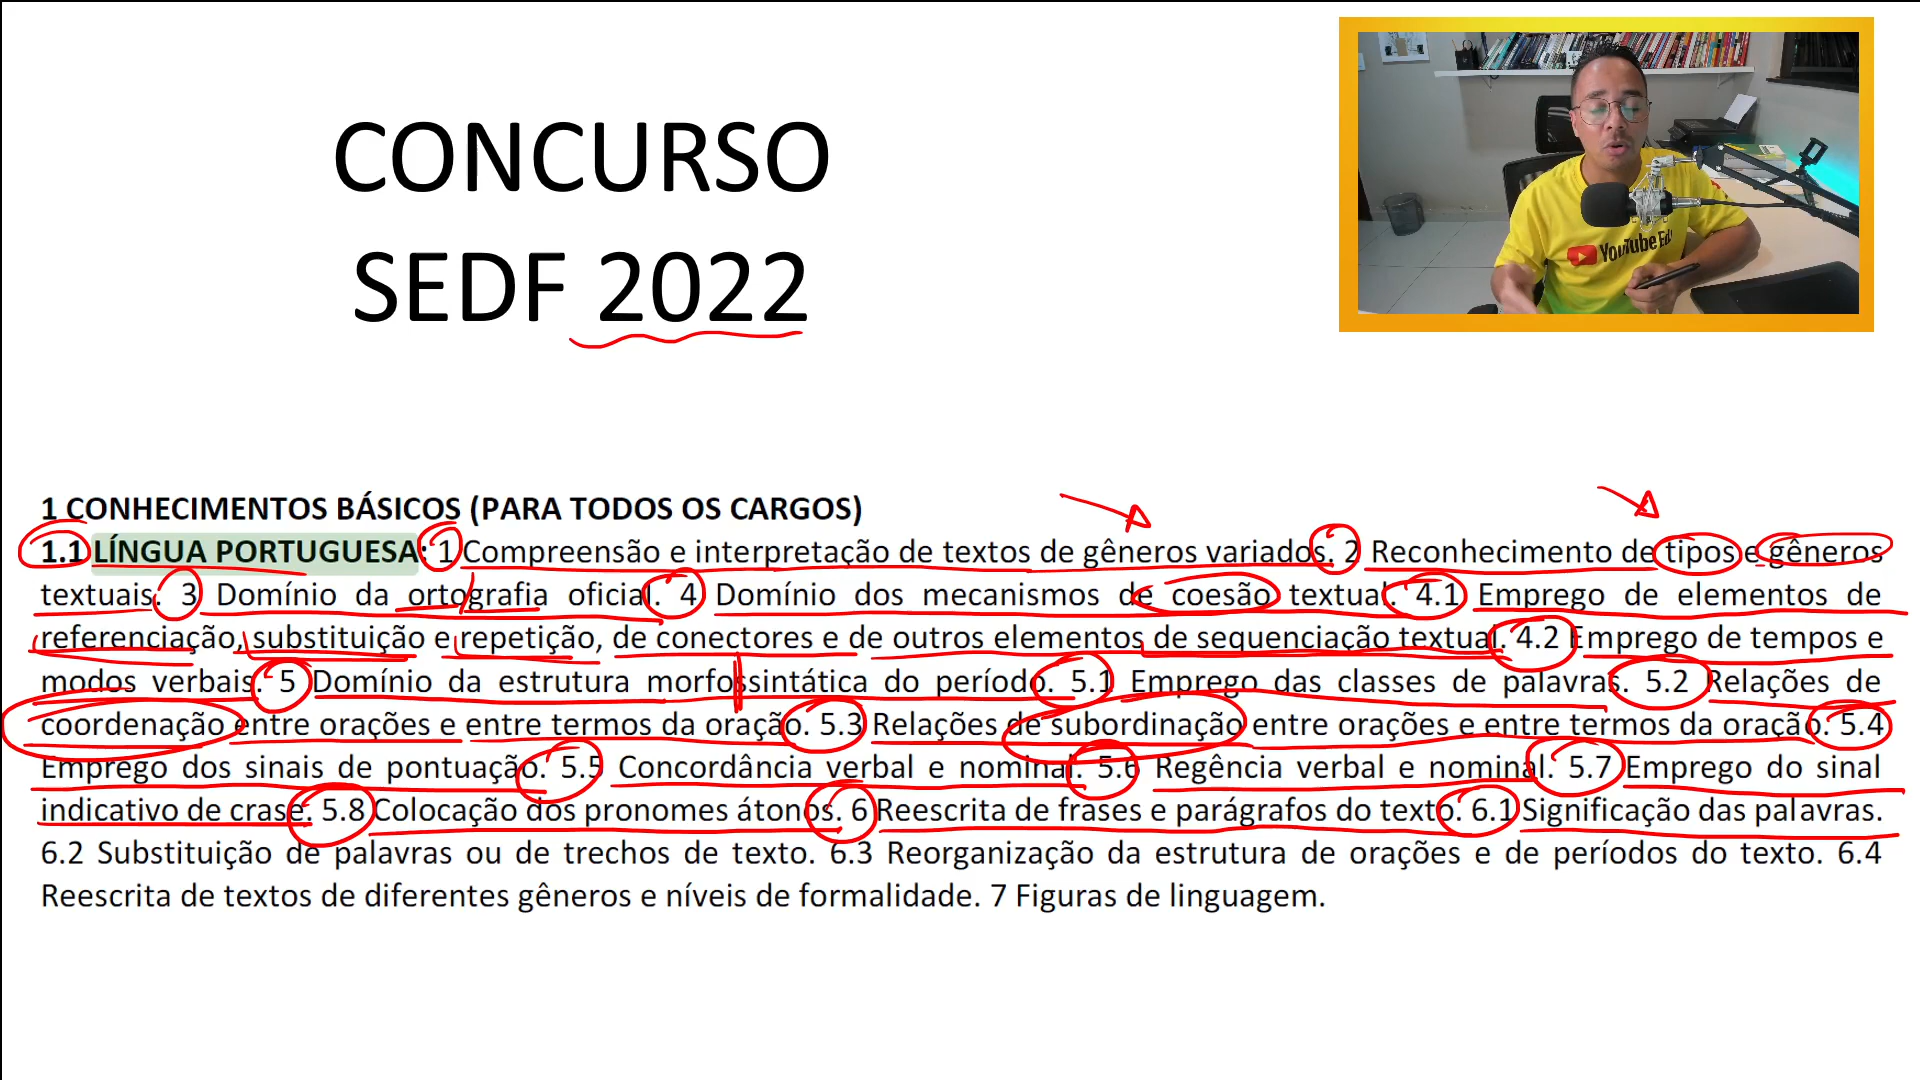 CONCURSO
SEDF 2022
YouTube Edu
1 CONHECIMENTOS BÁSICOS (PARA TODOS OS CARGOS)
1.1 LÍNGUA PORTUGUESA: 1 Compreensão e interpretação de textos de gêneros variados. 2 Reconhecimento de tipos e gêneros
textuais. 3 Domínio da ortografia oficial. 4 Domínio dos mecanismos de coesão textual. 4.1 Emprego de elementos de
referenciação, substituição e repetição, de conectores e de outros elementos de sequenciação textual. 4.2 Emprego de tempos e
modos verbais. 5 Domínio da estrutura morfossintática do período. 5.1 Emprego das classes de palavras. 5.2 Relações de
coordenação entre orações e entre termos da oração. 5.3 Relações de subordinação entre orações e entre termos da oração. 5.4
Emprego dos sinais de pontuação. 5.5 Concordância verbal e nominal. 5.6 Regência verbal e nominal. 5.7 Emprego do sinal
indicativo de crase. 5.8 Colocação dos pronomes átonos. 6 Reescrita de frases e parágrafos do texto. 6.1 Significação das palavras.
6.2 Substituição de palavras ou de trechos de texto. 6.3 Reorganização da estrutura de orações e de períodos do texto. 6.4
Reescrita de textos de diferentes gêneros e níveis de formalidade. 7 Figuras de linguagem.